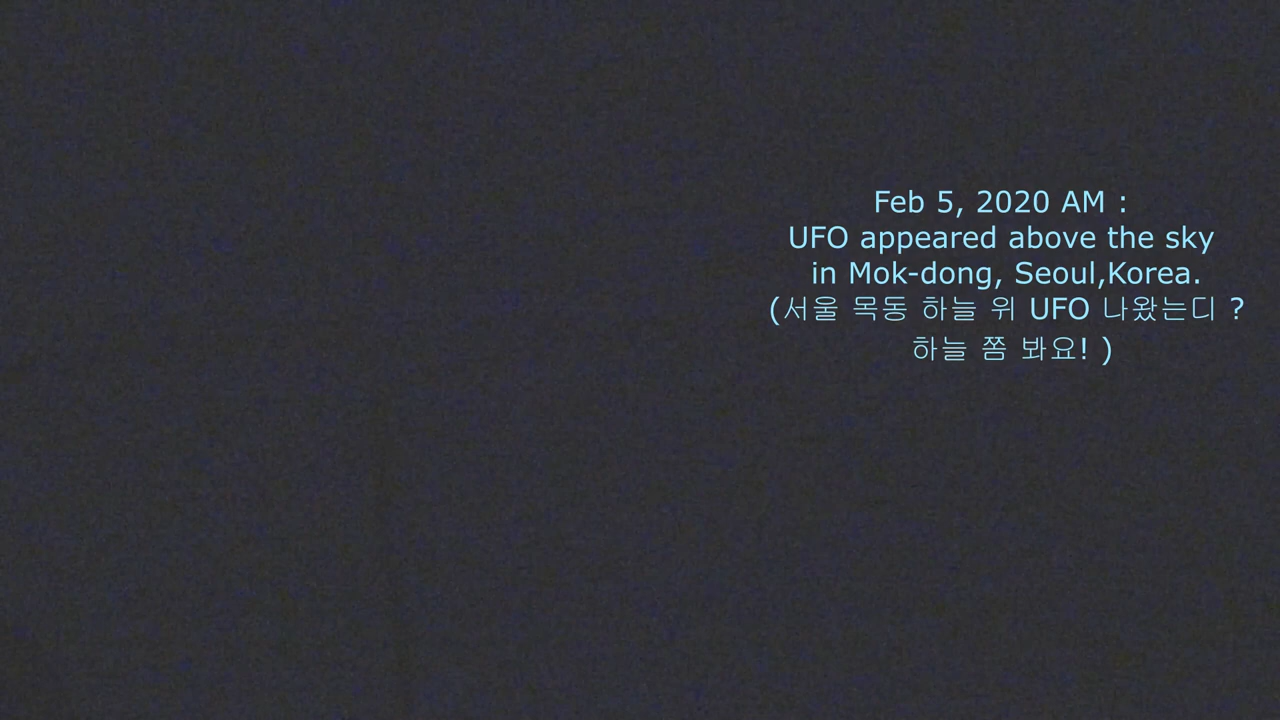 Feb 5, 2020 AM :
UFO appeared above the sky
in Mok-dong, Seoul,Korea.
(서울 목동 하늘 위 UFO 나왔는디 ?
하늘 쫌 봐요! )